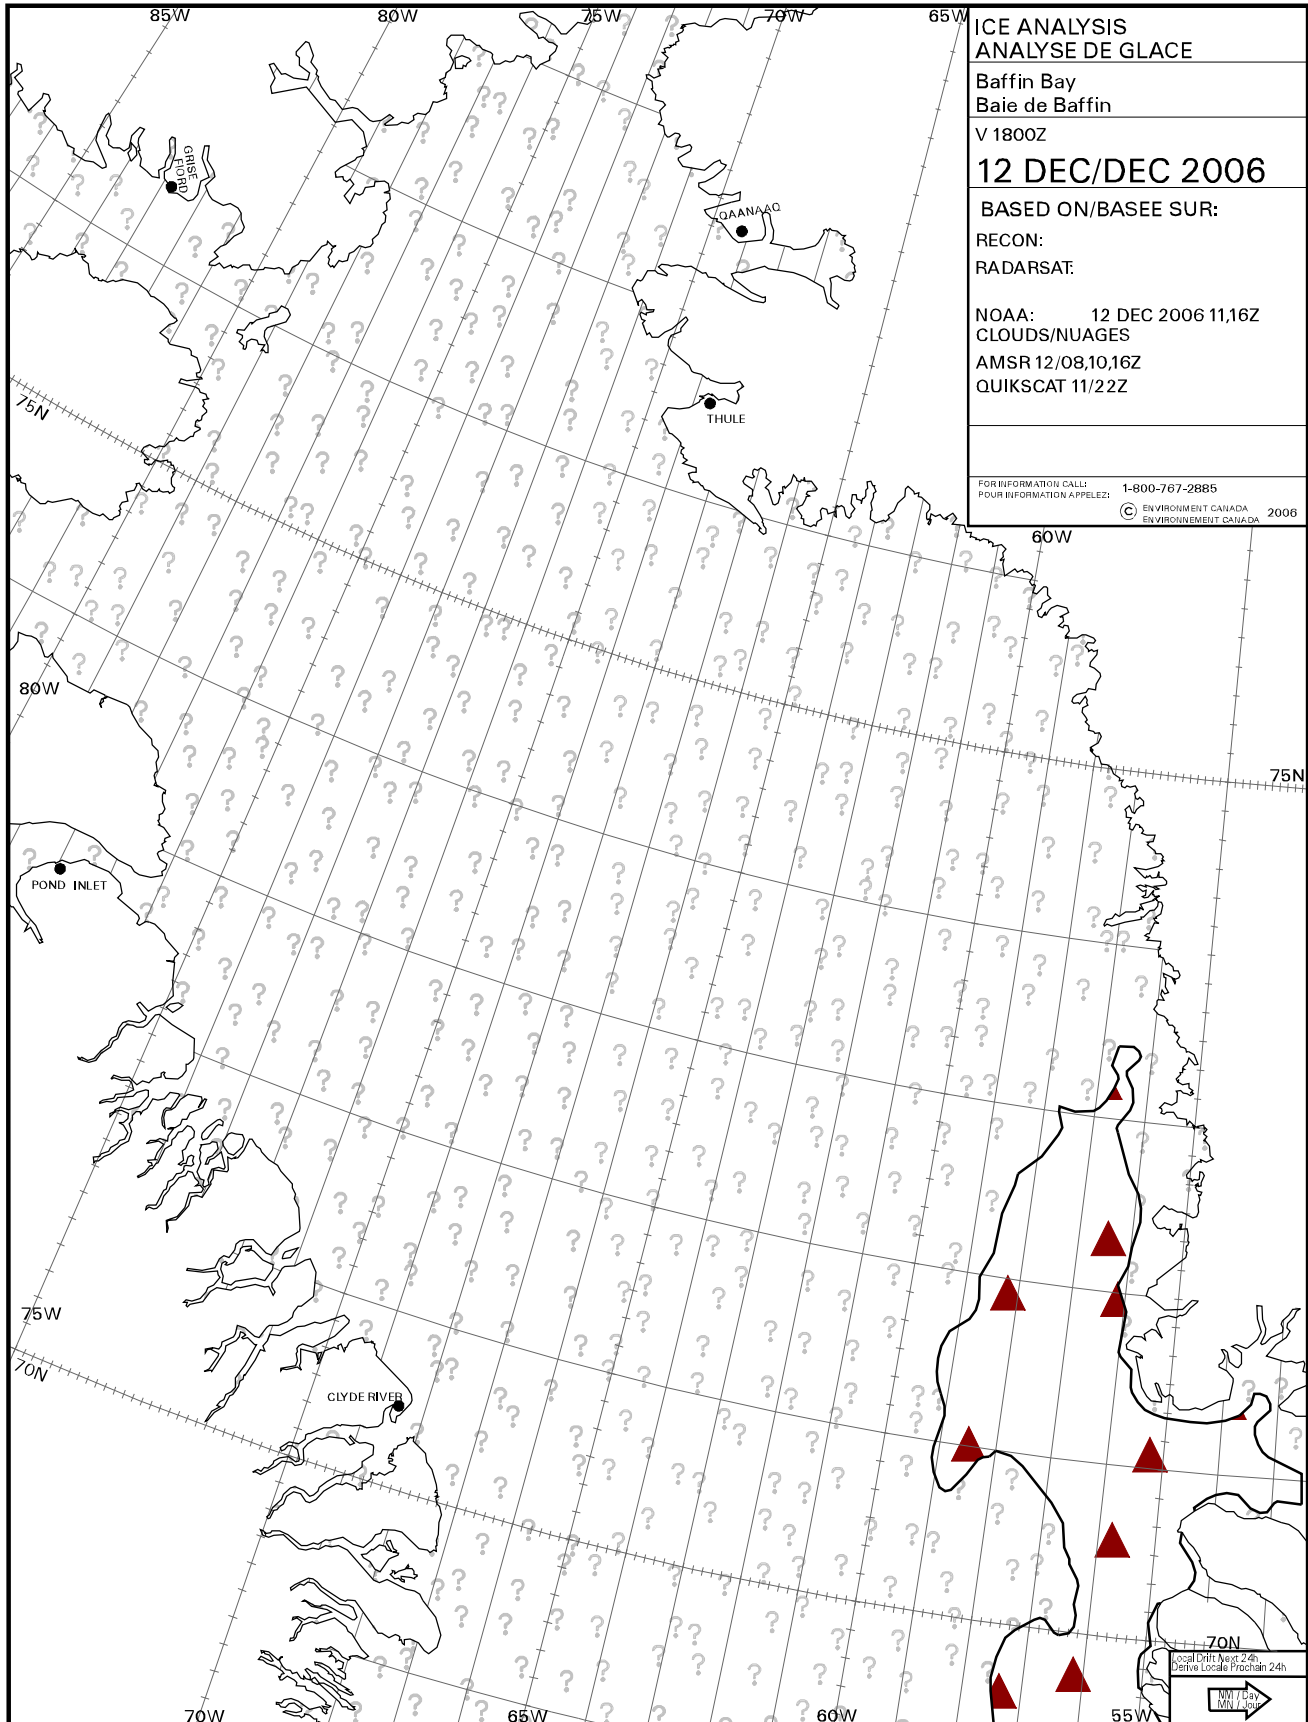 85W 80W 75W 70W 65W
ICE ANALYSIS
ANALYSE DE GLACE
Baffin Bay
Baie de Baffin
V 1800Z
12 DEC/DEC 2006
BASED ON/BASEE SUR:
RECON:
RADARSAT:
NOAA: 12 DEC 2006 11,16Z
CLOUDS/NUAGES
AMSR 12/08,10,16Z
QUIKSCAT 11/22Z
FOR INFORMATION CALL:
POUR INFORMATION APPELEZ: 1-800-767-2885
© ENVIRONMENT CANADA
ENVIRONNEMENT CANADA 2006
GRISE
FIORD
QAANAAQ
THULE
75N
60W
80W
75N
POND INLET
75W
70N
CLYDE RIVER
70N
Local Drift Next 24h
Derive Locale Prochain 24h
NM / Day
MN / Jour
70W 65W 60W 55W